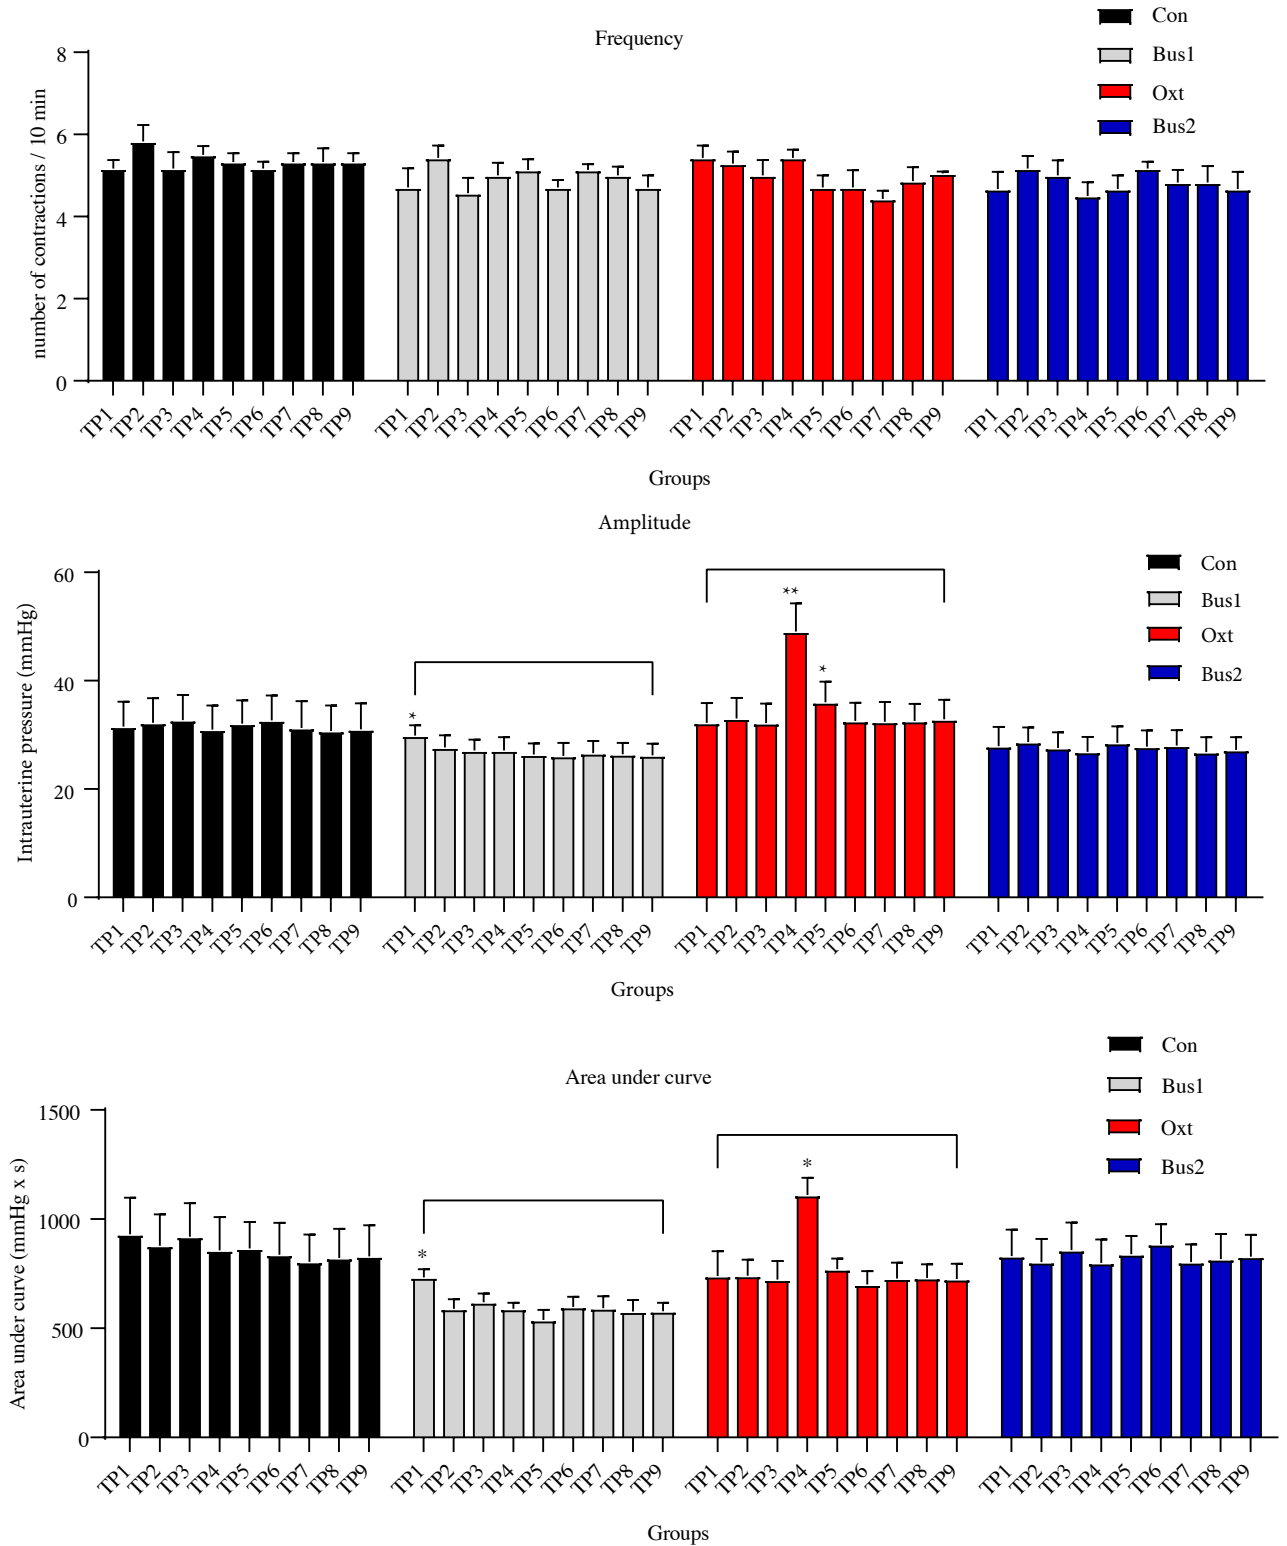 Frequency
Con
Bus1
Oxt
Bus2
number of contractions / 10 min
8
6
4
2
0
TP1 TP2 TP3 TP4 TP5 TP6 TP7 TP8 TP9 TP1 TP2 TP3 TP4 TP5 TP6 TP7 TP8 TP9 TP1 TP2 TP3 TP4 TP5 TP6 TP7 TP8 TP9 TP1 TP2 TP3 TP4 TP5 TP6 TP7 TP8 TP9
Groups
Amplitude
Con
Bus1
Oxt
Bus2
Intrauterine pressure (mmHg)
60
40
20
0
*
**
*
TP1 TP2 TP3 TP4 TP5 TP6 TP7 TP8 TP9 TP1 TP2 TP3 TP4 TP5 TP6 TP7 TP8 TP9 TP1 TP2 TP3 TP4 TP5 TP6 TP7 TP8 TP9 TP1 TP2 TP3 TP4 TP5 TP6 TP7 TP8 TP9
Groups
Area under curve
Con
Bus1
Oxt
Bus2
Area under curve (mmHg x s)
1500
1000
500
0
*
*
TP1 TP2 TP3 TP4 TP5 TP6 TP7 TP8 TP9 TP1 TP2 TP3 TP4 TP5 TP6 TP7 TP8 TP9 TP1 TP2 TP3 TP4 TP5 TP6 TP7 TP8 TP9 TP1 TP2 TP3 TP4 TP5 TP6 TP7 TP8 TP9
Groups